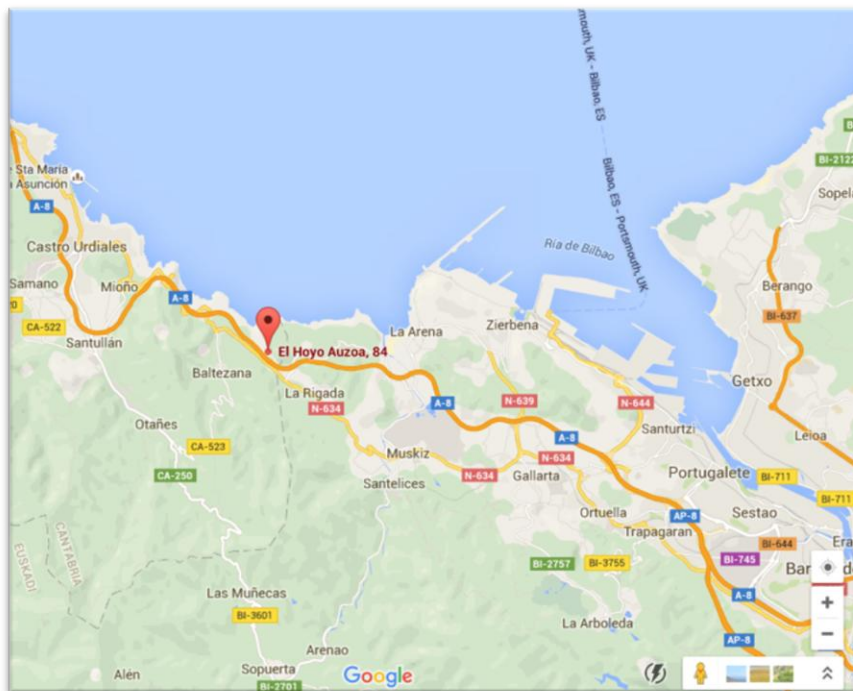 tsmouth, UK - Bilbao, ES
Bilbao, ES - Portsmouth, UK
BI-2122
Sta María
Asunción
A-8
Sopela
Castro Urdiales
Ría de Bilbao
Samano
Mioño
Berango
A-8
CA-522
Santullán
La Arena
Zierbena
BI-637
El Hoyo Auzoa, 84
Baltezana
Getxo
La Rigada
N-634
A-8
N-639
N-644
Otañes
Santurtzi
Leioa
A-8
CA-523
Muskiz
N-634
CA-250
N-634
Gallarta
Portugalete
BI-711
Santelices
BI-711
Ortuella
AP-8
Sestao
Trapagaran
BI-644
EUSKADI
CANTABRIA
BI-745
BI-2757
BI-3755
Las Muñecas
A-8
BI-3601
La Arboleda
AP-8
Arenao
Alén
Sopuerta
Google
BI-2701